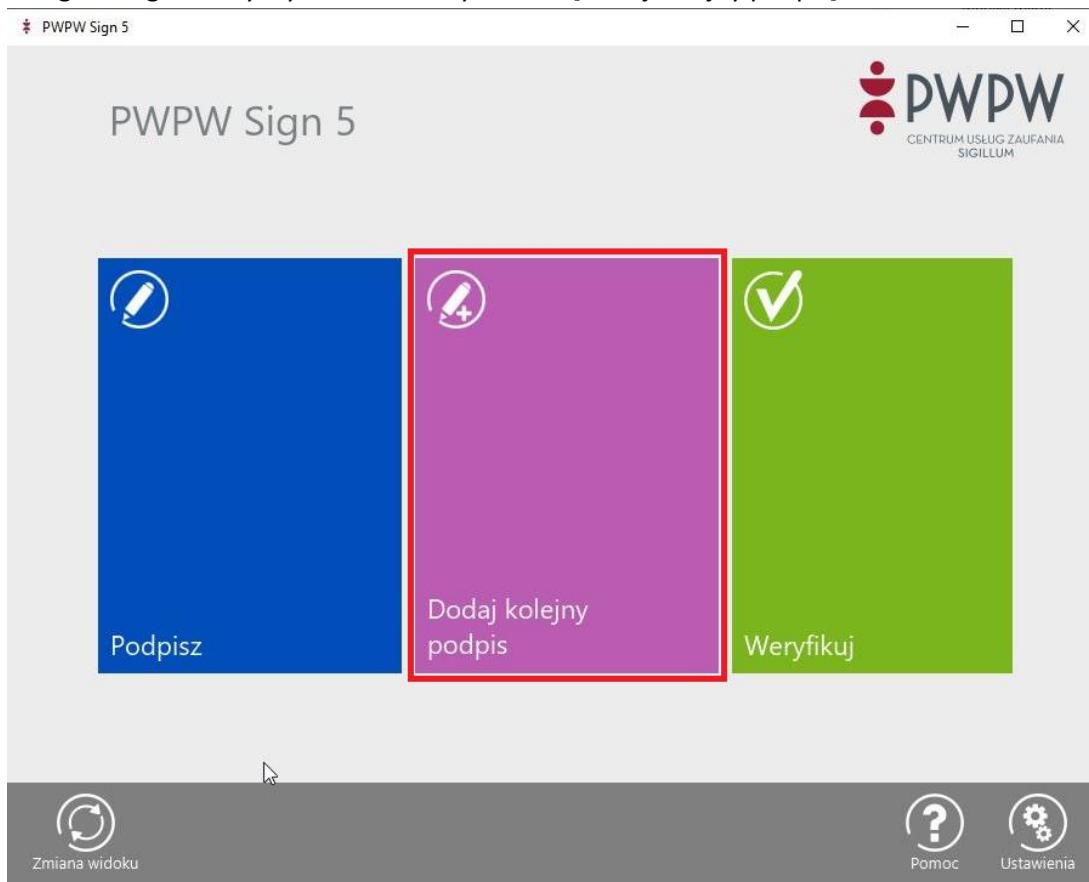 PWPW Sign 5
PWPW Sign 5
PWPW
CENTRUM USŁUG ZAUFANIA
SIGILLUM
Podpisz
Dodaj kolejny
podpis
Weryfikuj
Zmiana widoku
Pomoc
Ustawienia